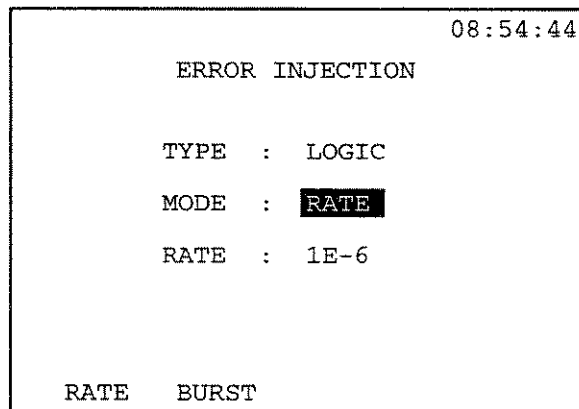 08:54:44
ERROR INJECTION
TYPE : LOGIC
MODE : RATE
RATE : 1E-6
RATE BURST